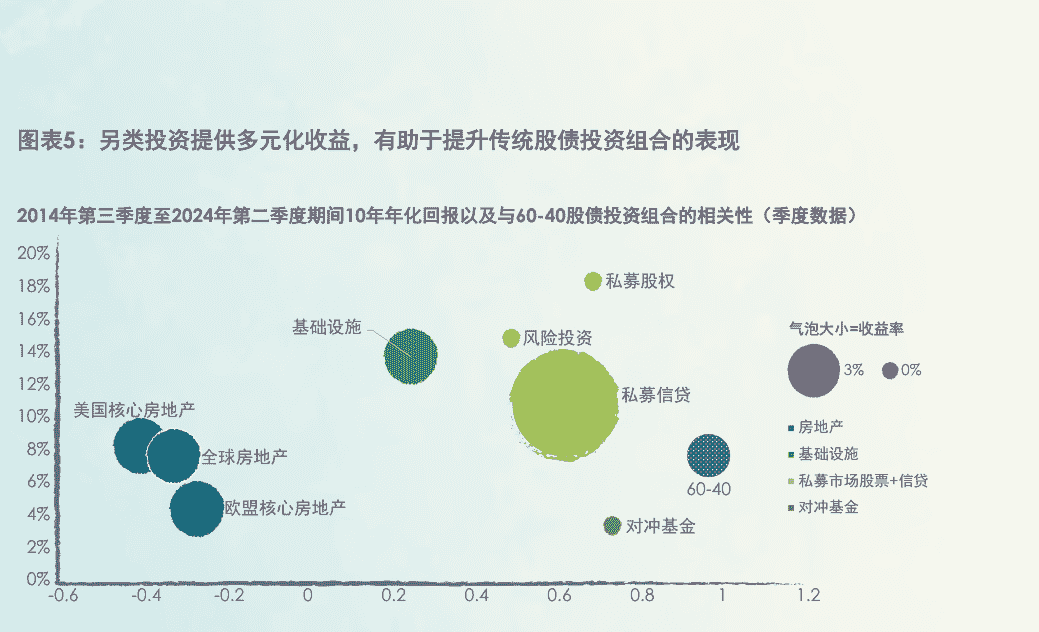 图表5：另类投资提供多元化收益，有助于提升传统股债投资组合的表现
2014年第三季度至2024年第二季度期间10年年化回报以及与60-40股债投资组合的相关性（季度数据）
20%
18%
16%
14%
12%
10%
8%
6%
4%
2%
0%
-0.6
-0.4
-0.2
0
0.2
0.4
0.6
0.8
1
1.2
私募股权
基础设施
风险投资
私募信贷
美国核心房地产
全球房地产
欧盟核心房地产
60-40
对冲基金
气泡大小=收益率
3%
0%
房地产
基础设施
私募市场股票+信贷
对冲基金